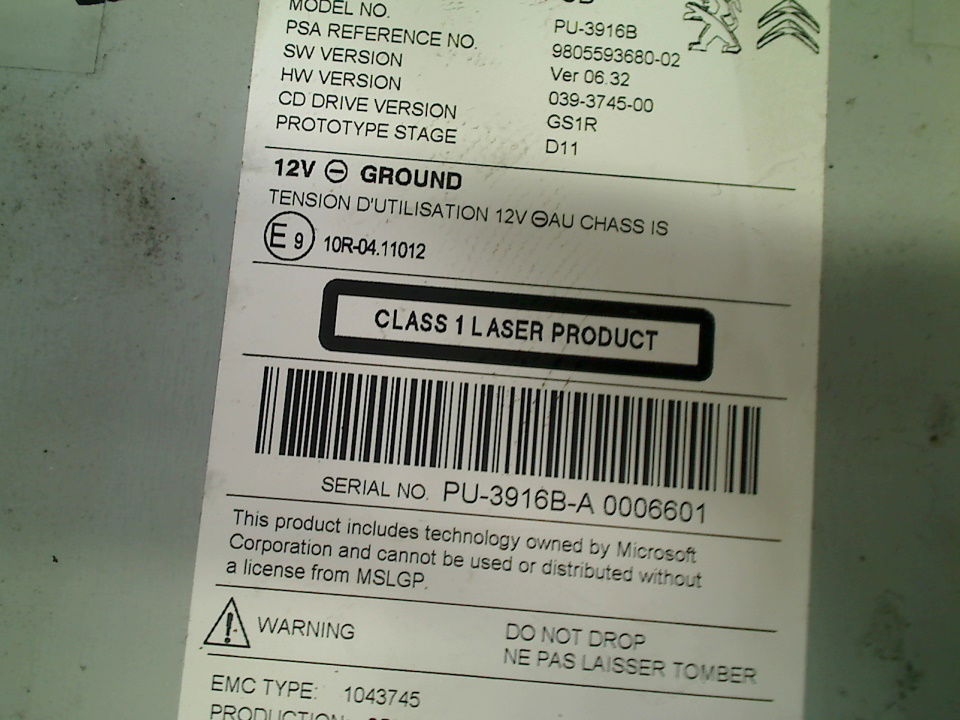 MODEL NO. PU-3916B
PSA REFERENCE NO. 9805593680-02
SW VERSION Ver 06.32
HW VERSION 039-3745-00
CD DRIVE VERSION GS1R
PROTOTYPE STAGE D11
12V ⊖ GROUND
TENSION D'UTILISATION 12V ⊖AU CHASS IS
E 9 10R-04.11012
CLASS 1 LASER PRODUCT
SERIAL NO. PU-3916B-A 0006601
This product includes technology owned by Microsoft
Corporation and cannot be used or distributed without
a license from MSLGP.
WARNING DO NOT DROP
NE PAS LAISSER TOMBER
EMC TYPE: 1043745
PRODUCTION